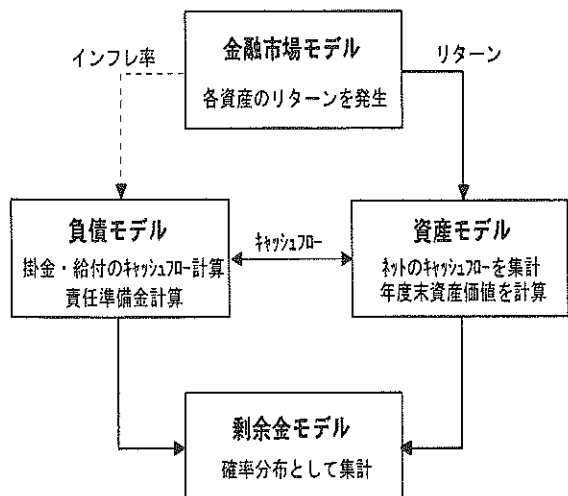 金融市場モデル
各資産のリターンを発生
インフレ率
リターン
負債モデル
掛金・給付のｷｬｯｼｭﾌﾛｰ計算
責任準備金計算
ｷｬｯｼｭﾌﾛｰ
資産モデル
ﾈｯﾄのｷｬｯｼｭﾌﾛｰを集計
年度末資産価値を計算
剰余金モデル
確率分布として集計